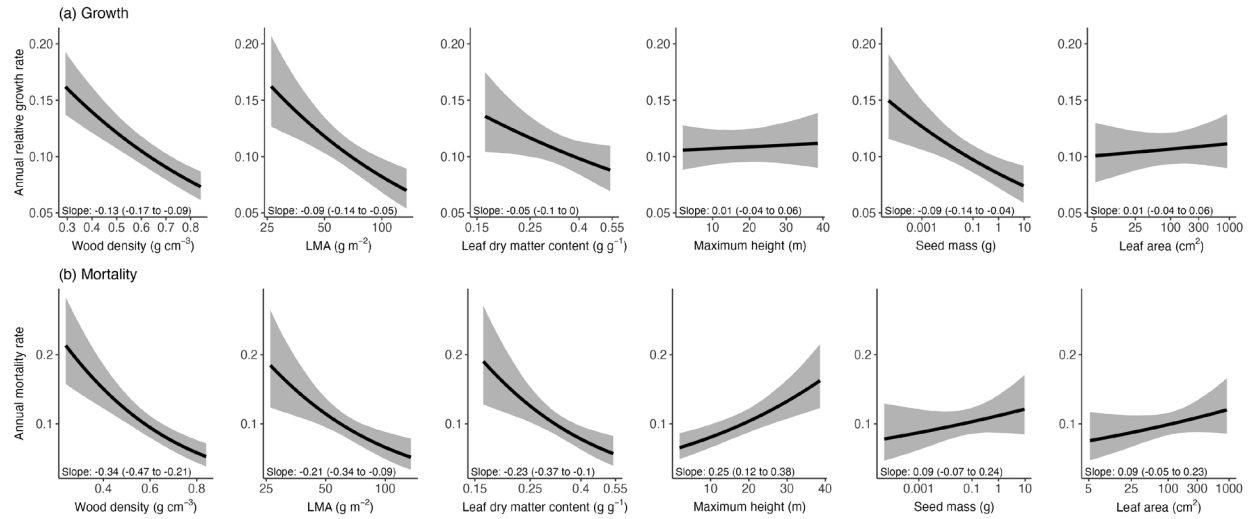 (a) Growth
Annual relative growth rate
0.20
0.15
0.10
0.05
Slope: -0.13 (-0.17 to -0.09)
0.3 0.4 0.5 0.6 0.7 0.8
Wood density (g cm⁻³)
0.20
0.15
0.10
0.05
Slope: -0.09 (-0.14 to -0.05)
25 50 100
LMA (g m⁻²)
0.20
0.15
0.10
0.05
Slope: -0.05 (-0.1 to 0)
0.15 0.25 0.4 0.55
Leaf dry matter content (g g⁻¹)
0.20
0.15
0.10
0.05
Slope: 0.01 (-0.04 to 0.06)
10 20 30 40
Maximum height (m)
0.20
0.15
0.10
0.05
Slope: -0.09 (-0.14 to -0.04)
0.001 0.1 1 10
Seed mass (g)
0.20
0.15
0.10
0.05
Slope: 0.01 (-0.04 to 0.06)
5 25 100 300 1000
Leaf area (cm²)
(b) Mortality
Annual mortality rate
0.2
0.1
Slope: -0.34 (-0.47 to -0.21)
0.4 0.6 0.8
Wood density (g cm⁻³)
0.2
0.1
Slope: -0.21 (-0.34 to -0.09)
25 50 100
LMA (g m⁻²)
0.2
0.1
Slope: -0.23 (-0.37 to -0.1)
0.15 0.25 0.4 0.55
Leaf dry matter content (g g⁻¹)
0.2
0.1
Slope: 0.25 (0.12 to 0.38)
10 20 30 40
Maximum height (m)
0.2
0.1
Slope: 0.09 (-0.07 to 0.24)
0.001 0.1 1 10
Seed mass (g)
0.2
0.1
Slope: 0.09 (-0.05 to 0.23)
5 25 100 300 1000
Leaf area (cm²)